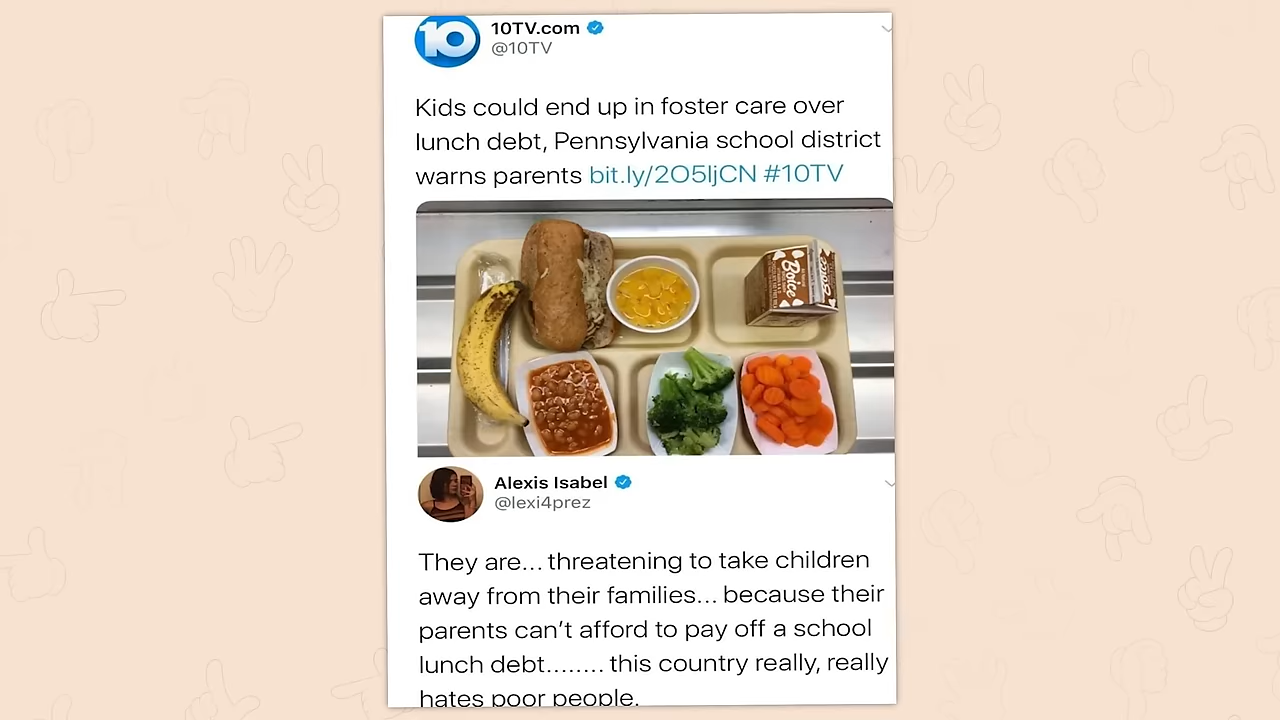 10
10TV.com
@10TV
Kids could end up in foster care over
lunch debt, Pennsylvania school district
warns parents bit.ly/2O5ljCN #10TV
Boice
Alexis Isabel
@lexi4prez
They are... threatening to take children
away from their families... because their
parents can't afford to pay off a school
lunch debt........ this country really, really
hates poor people.